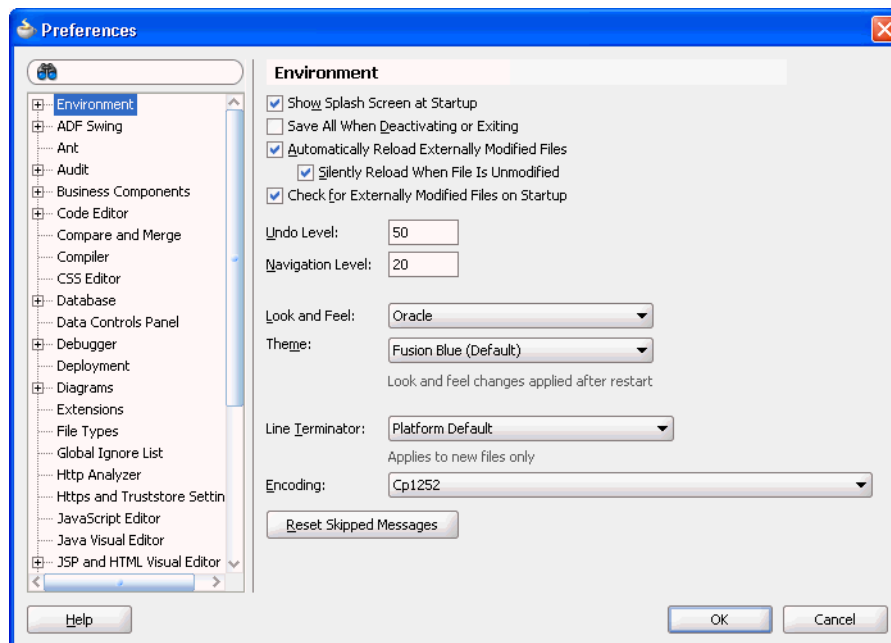 Preferences
Environment
ADF Swing
Ant
Audit
Business Components
Code Editor
Compare and Merge
Compiler
CSS Editor
Database
Data Controls Panel
Debugger
Deployment
Diagrams
Extensions
File Types
Global Ignore List
Http Analyzer
Https and Truststore Settin
JavaScript Editor
Java Visual Editor
JSP and HTML Visual Editor
Environment
Show Splash Screen at Startup
Save All When Deactivating or Exiting
Automatically Reload Externally Modified Files
Silently Reload When File Is Unmodified
Check for Externally Modified Files on Startup
Undo Level: 50
Navigation Level: 20
Look and Feel: Oracle
Theme: Fusion Blue (Default)
Look and feel changes applied after restart
Line Terminator: Platform Default
Applies to new files only
Encoding: Cp1252
Reset Skipped Messages
Help OK Cancel